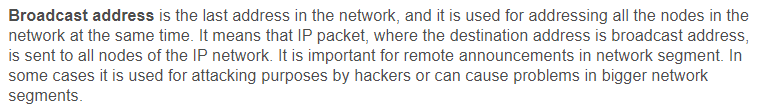 Broadcast address is the last address in the network, and it is used for addressing all the nodes in the
network at the same time. It means that IP packet, where the destination address is broadcast address,
is sent to all nodes of the IP network. It is important for remote announcements in network segment. In
some cases it is used for attacking purposes by hackers or can cause problems in bigger network
segments.